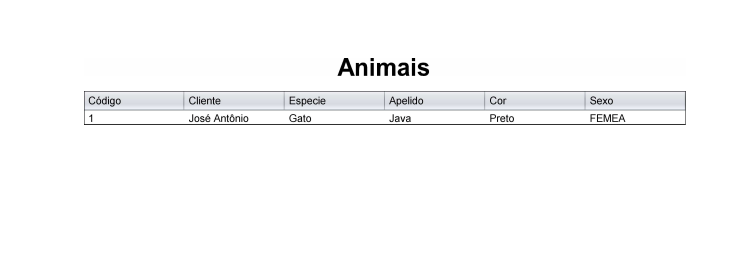 Animais
Código Cliente Especie Apelido Cor Sexo
1 José Antônio Gato Java Preto FEMEA